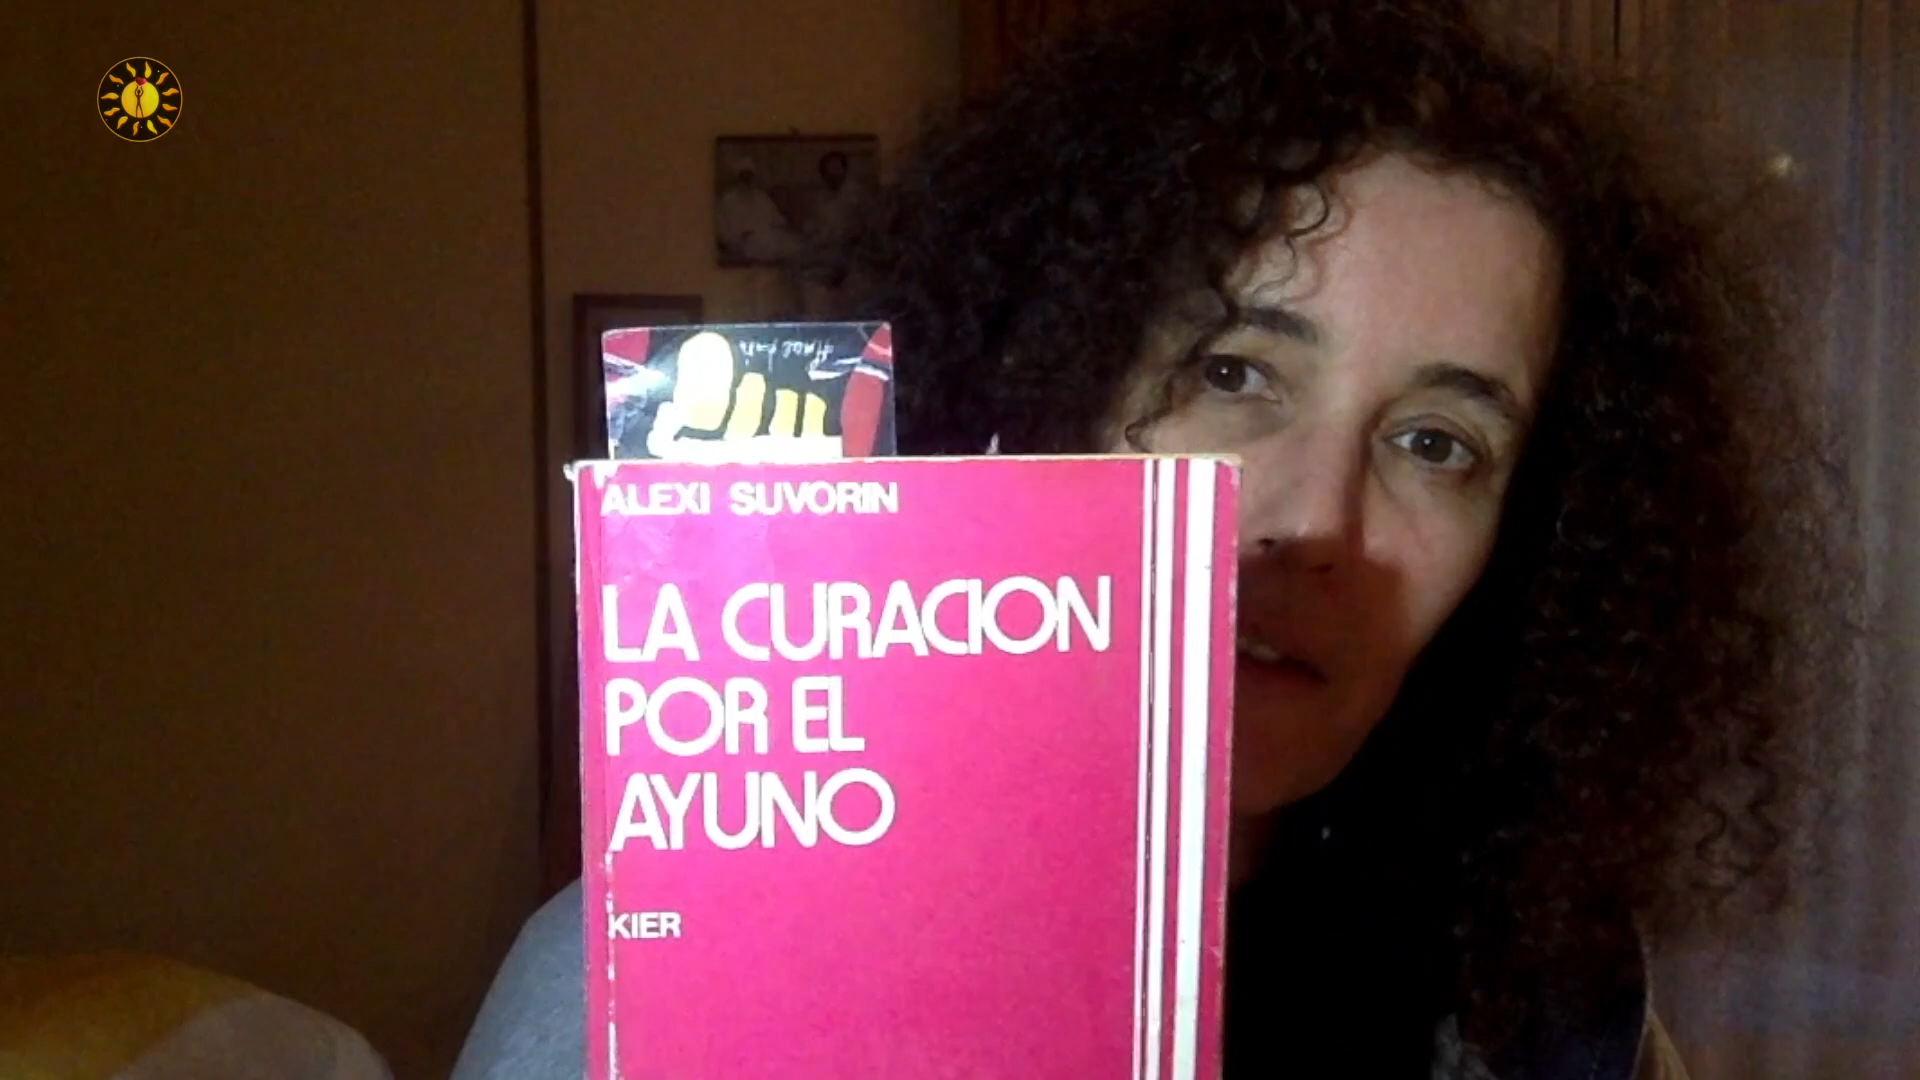 ALEXI SUVORIN
LA CURACION
POR EL
AYUNO
KIER